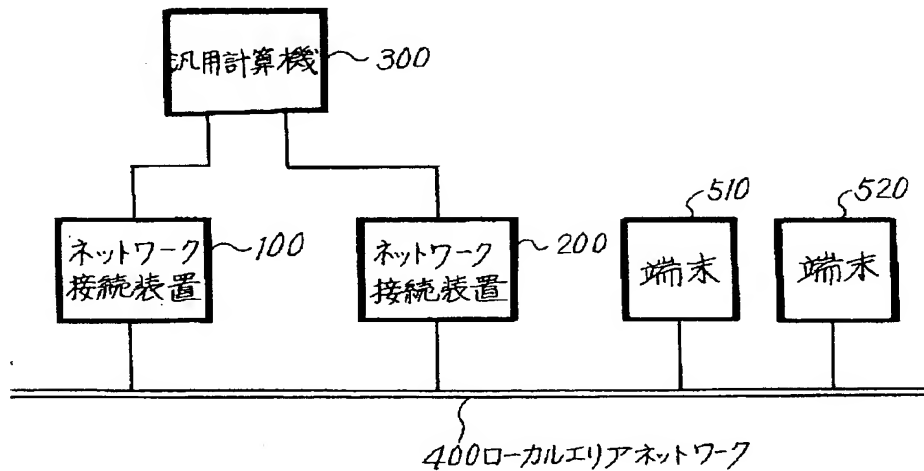 汎用計算機
300
510
520
ネットワーク
接続装置
100
ネットワーク
接続装置
200
端末
端末
400ローカルエリアネットワーク